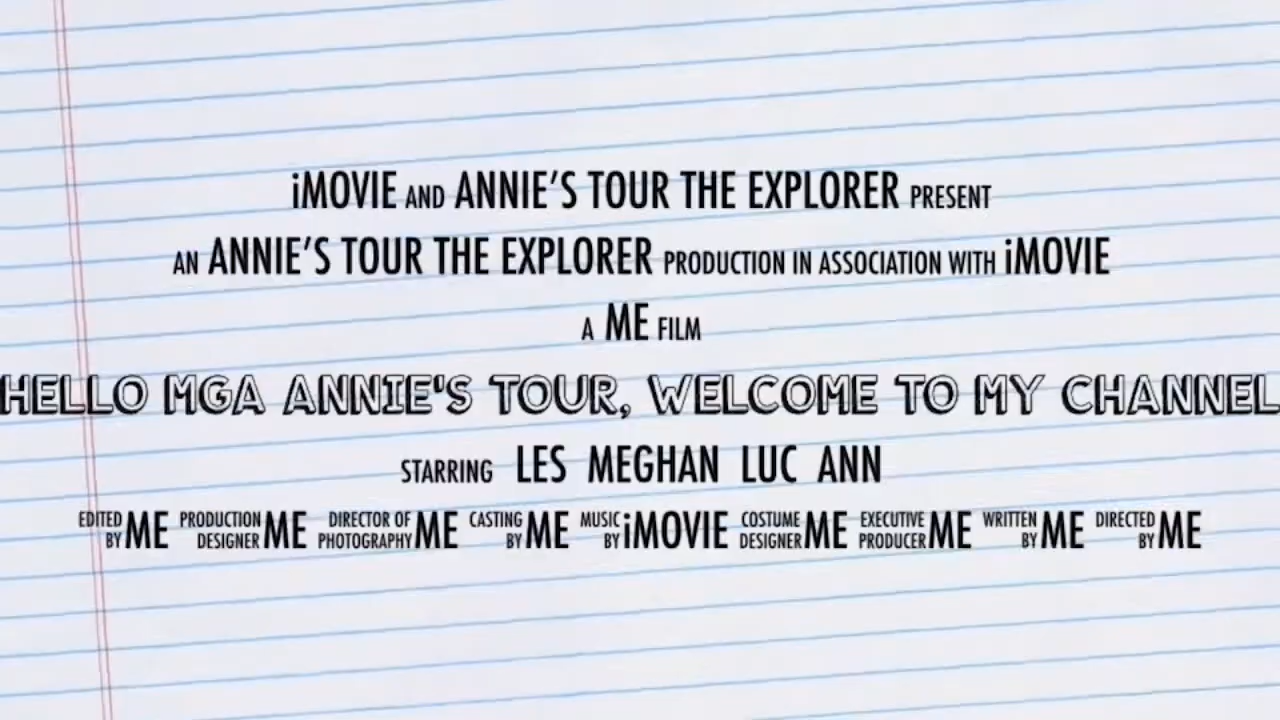 iMOVIE AND ANNIE'S TOUR THE EXPLORER PRESENT
AN ANNIE'S TOUR THE EXPLORER PRODUCTION IN ASSOCIATION WITH iMOVIE
A ME FILM
HELLO MGA ANNIE'S TOUR, WELCOME TO MY CHANNEL
STARRING LES MEGHAN LUC ANN
EDITED BY ME PRODUCTION DESIGNER ME DIRECTOR OF PHOTOGRAPHY ME CASTING BY ME MUSIC BY iMOVIE COSTUME DESIGNER ME EXECUTIVE PRODUCER ME WRITTEN BY ME DIRECTED BY ME